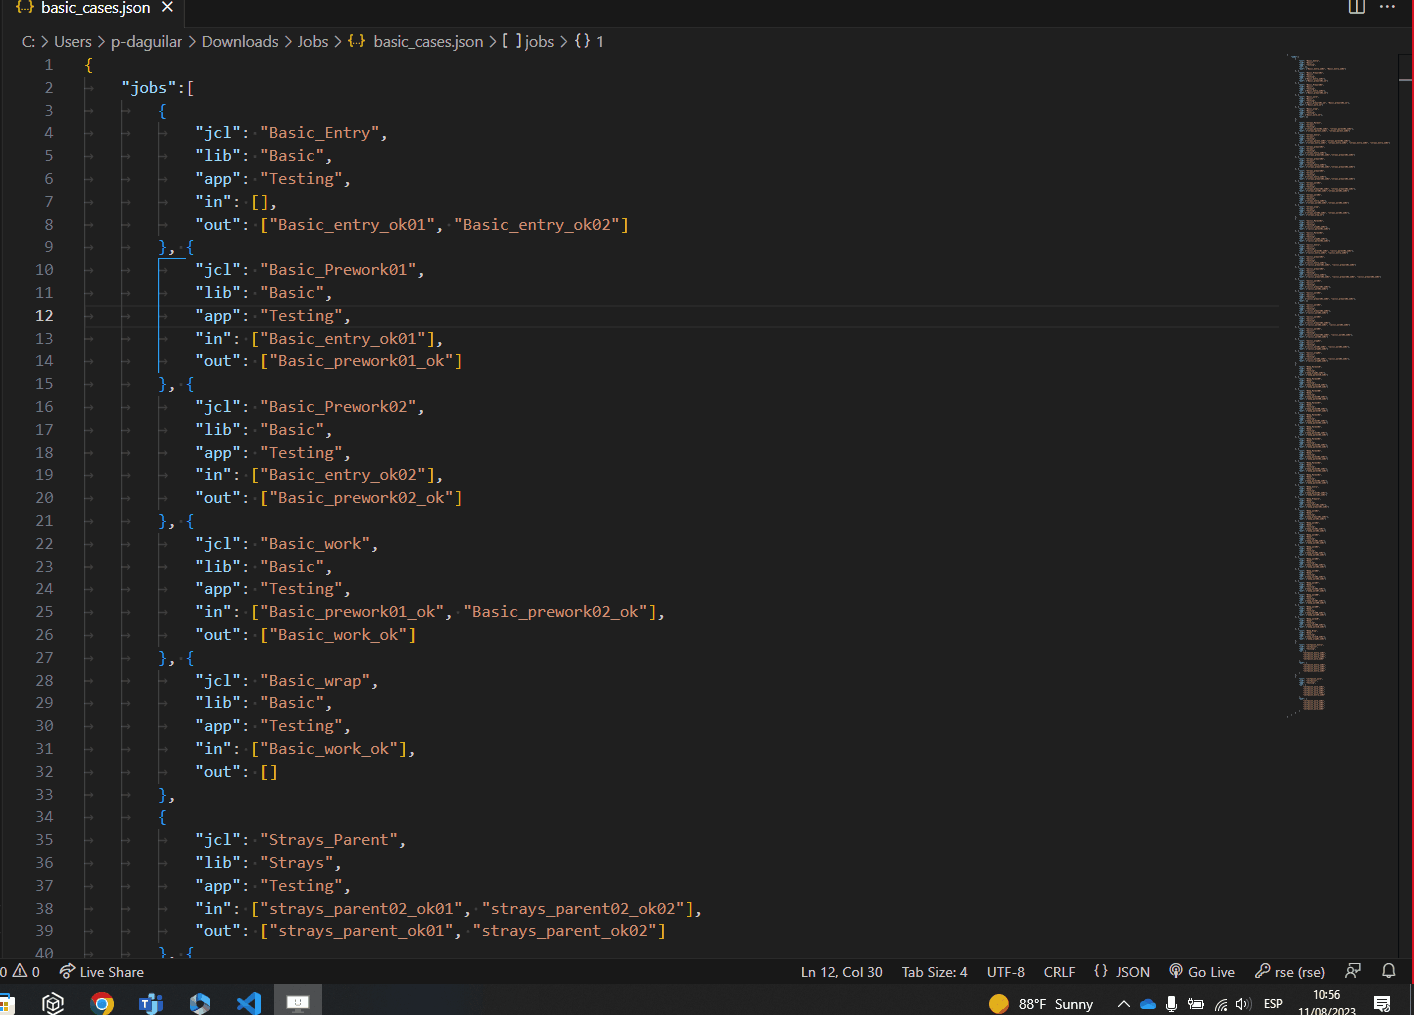 basic_cases.json
C: > Users > p-daguilar > Downloads > Jobs > {} basic_cases.json > [ ] jobs > {} 1
1 {
2 "jobs":[
3 {
4 "jcl": "Basic_Entry",
5 "lib": "Basic",
6 "app": "Testing",
7 "in": [],
8 "out": ["Basic_entry_ok01", "Basic_entry_ok02"]
9 }, {
10 "jcl": "Basic_Prework01",
11 "lib": "Basic",
12 "app": "Testing",
13 "in": ["Basic_entry_ok01"],
14 "out": ["Basic_prework01_ok"]
15 }, {
16 "jcl": "Basic_Prework02",
17 "lib": "Basic",
18 "app": "Testing",
19 "in": ["Basic_entry_ok02"],
20 "out": ["Basic_prework02_ok"]
21 }, {
22 "jcl": "Basic_work",
23 "lib": "Basic",
24 "app": "Testing",
25 "in": ["Basic_prework01_ok", "Basic_prework02_ok"],
26 "out": ["Basic_work_ok"]
27 }, {
28 "jcl": "Basic_wrap",
29 "lib": "Basic",
30 "app": "Testing",
31 "in": ["Basic_work_ok"],
32 "out": []
33 },
34 {
35 "jcl": "Strays_Parent",
36 "lib": "Strays",
37 "app": "Testing",
38 "in": ["strays_parent02_ok01", "strays_parent02_ok02"],
39 "out": ["strays_parent_ok01", "strays_parent_ok02"]
40 }, {
0 0 Live Share Ln 12, Col 30 Tab Size: 4 UTF-8 CRLF {} JSON Go Live rse (rse)
88°F Sunny ESP 10:56
11/08/2023